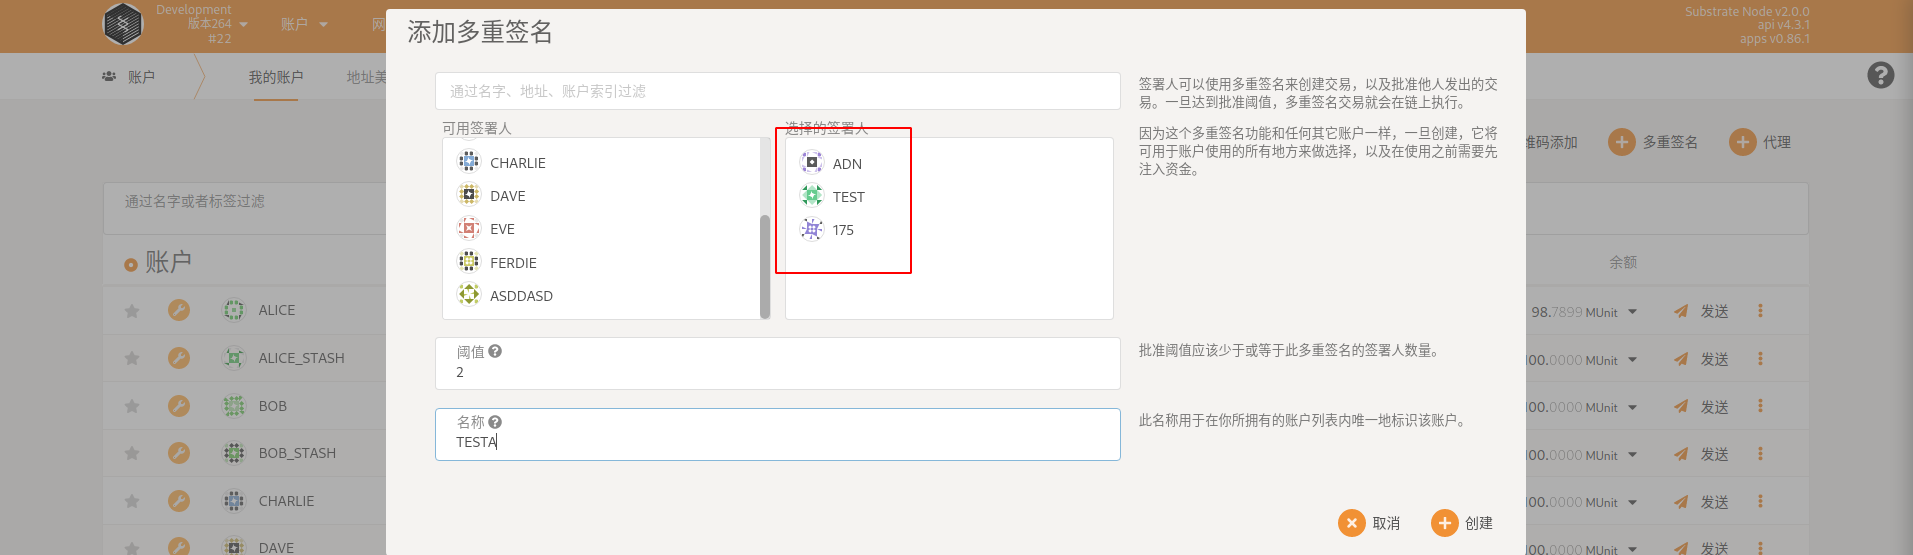 Development
版本264
#22
账户
网
添加多重签名
Substrate Node v2.0.0
api v4.3.1
apps v0.86.1
账户
我的账户
地址
通过名字、地址、账户索引过滤
签署人可以使用多重签名来创建交易，以及批准他人发出的交
易。一旦达到批准阈值，多重签名交易就会在链上执行。
可用签署人
选择的签署人
因为这个多重签名功能和任何其它账户一样，一旦创建，它将
可用于账户使用的所有地方来做选择，以及在使用之前需要先
注入资金。
维码添加
多重签名
代理
CHARLIE
DAVE
EVE
FERDIE
ASDDASD
ADN
TEST
175
通过名字或者标签过滤
账户
余额
ALICE
98.7899 MUnit
发送
阈值
2
批准阈值应该少于或等于此多重签名的签署人数量。
ALICE_STASH
100.0000 MUnit
发送
BOB
100.0000 MUnit
发送
名称
TESTA
此名称用于在你所拥有的账户列表内唯一地标识该账户。
BOB_STASH
100.0000 MUnit
发送
CHARLIE
100.0000 MUnit
发送
取消
创建
DAVE
100.0000 MUnit
发送